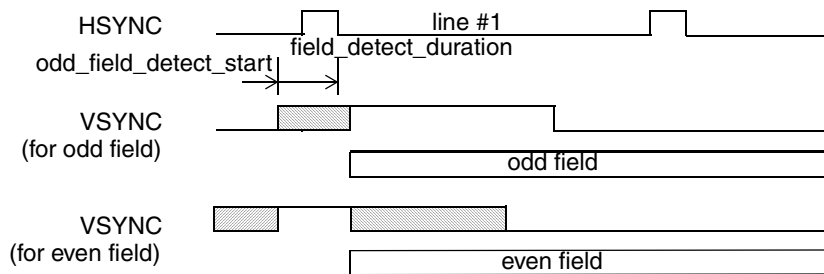 HSYNC
line #1
field_detect_duration
odd_field_detect_start
VSYNC
(for odd field)
odd field
VSYNC
(for even field)
even field